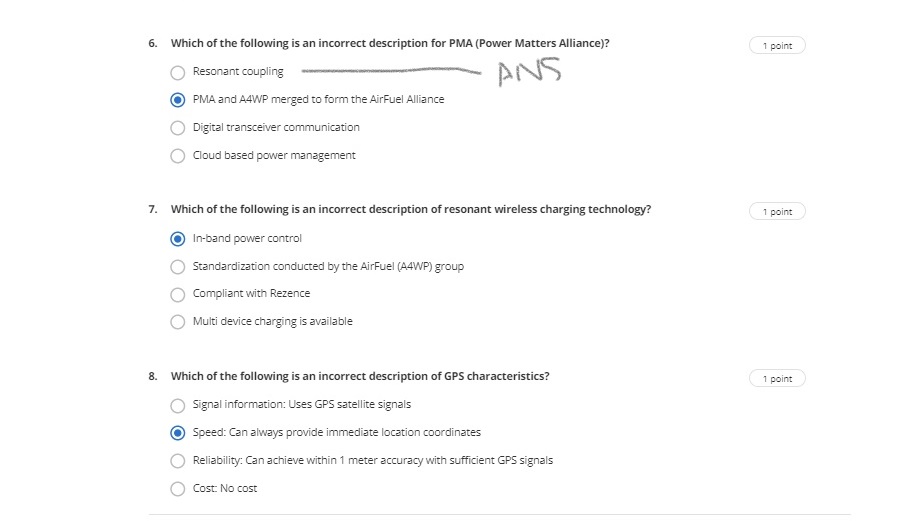 6. Which of the following is an incorrect description for PMA (Power Matters Alliance)?
1 point
Resonant coupling
ANS
PMA and A4WP merged to form the AirFuel Alliance
Digital transceiver communication
Cloud based power management
7. Which of the following is an incorrect description of resonant wireless charging technology?
1 point
In-band power control
Standardization conducted by the AirFuel (A4WP) group
Compliant with Rezence
Multi device charging is available
8. Which of the following is an incorrect description of GPS characteristics?
1 point
Signal information: Uses GPS satellite signals
Speed: Can always provide immediate location coordinates
Reliability: Can achieve within 1 meter accuracy with sufficient GPS signals
Cost: No cost